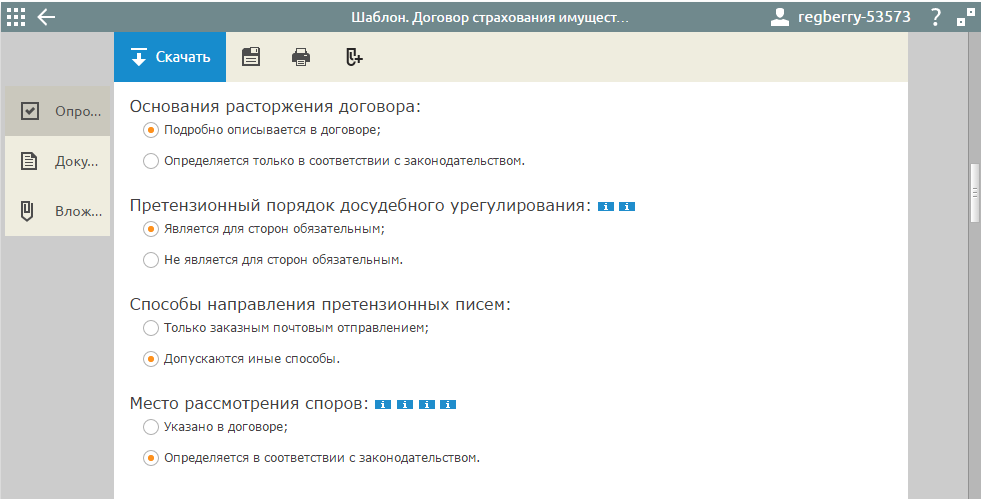 Шаблон. Договор страхования имущест...
regberry-53573
?
Скачать
Опро...
Доку...
Влож...
Основания расторжения договора:
Подробно описывается в договоре;
Определяется только в соответствии с законодательством.
Претензионный порядок досудебного урегулирования: i i
Является для сторон обязательным;
Не является для сторон обязательным.
Способы направления претензионных писем:
Только заказным почтовым отправлением;
Допускаются иные способы.
Место рассмотрения споров: i i i i
Указано в договоре;
Определяется в соответствии с законодательством.